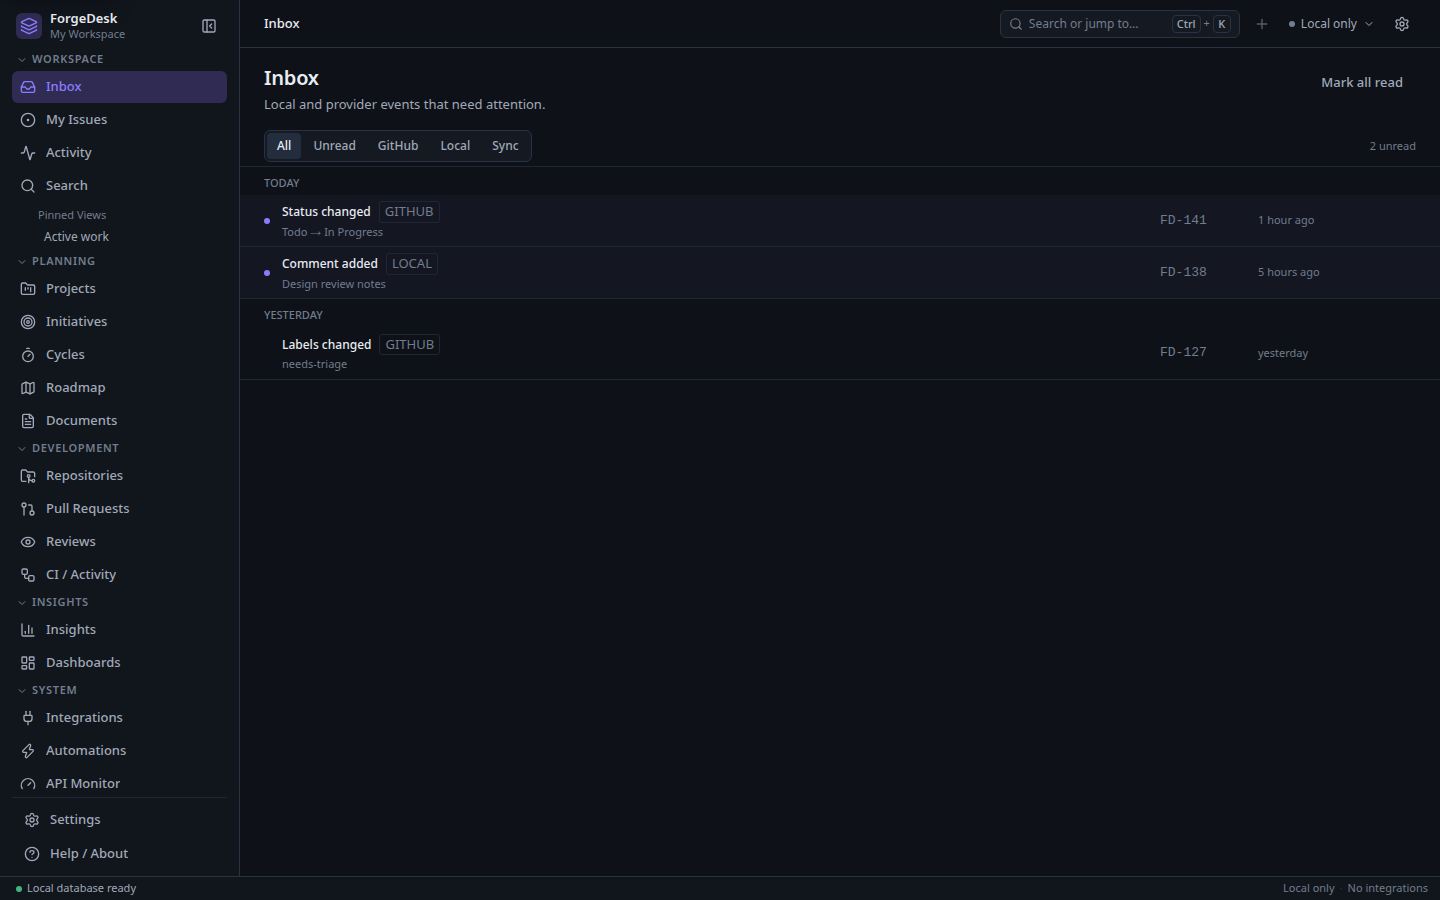 ForgeDesk
My Workspace
WORKSPACE
Inbox
My Issues
Activity
Search
Pinned Views
Active work
PLANNING
Projects
Initiatives
Cycles
Roadmap
Documents
DEVELOPMENT
Repositories
Pull Requests
Reviews
CI / Activity
INSIGHTS
Insights
Dashboards
SYSTEM
Integrations
Automations
API Monitor
Settings
Help / About
Inbox
Search or jump to... Ctrl + K
Local only
Inbox
Local and provider events that need attention.
Mark all read
All Unread GitHub Local Sync
2 unread
TODAY
Status changed GITHUB
Todo → In Progress
FD-141 1 hour ago
Comment added LOCAL
Design review notes
FD-138 5 hours ago
YESTERDAY
Labels changed GITHUB
needs-triage
FD-127 yesterday
Local database ready
Local only · No integrations